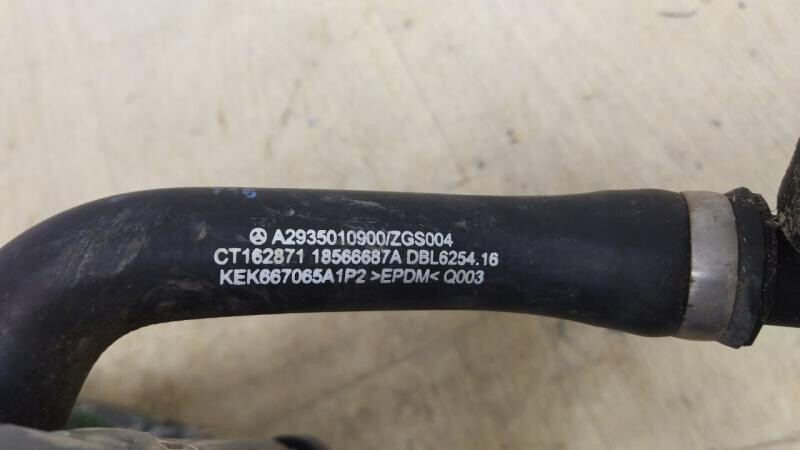 A2935010900/ZGS004
CT162871 18566687A DBL6254.16
KEK667065A1P2 >EPDM< Q003